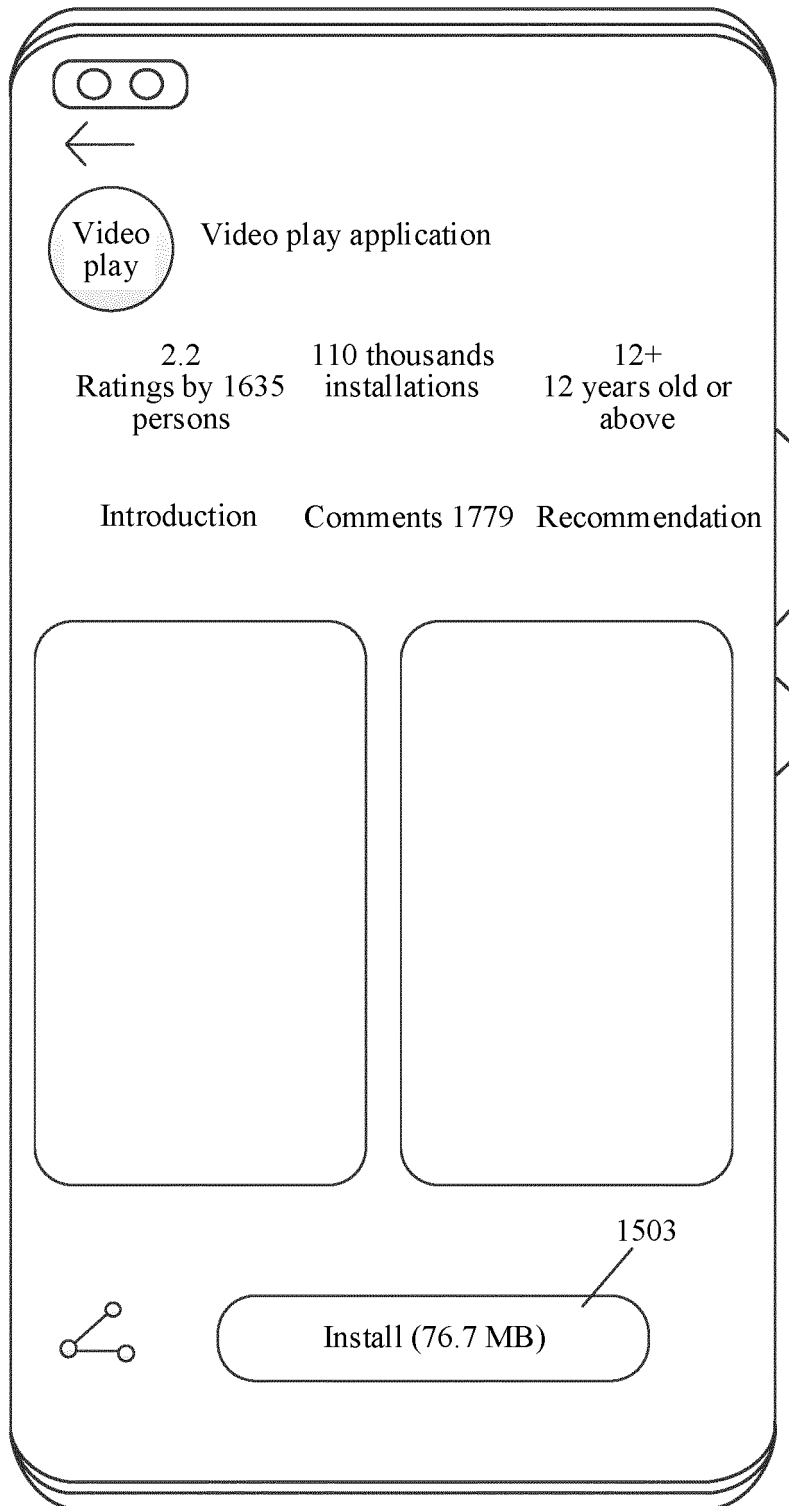 Video
play
Video play application
2.2
Ratings by 1635
persons
110 thousands
installations
12+
12 years old or
above
Introduction
Comments 1779
Recommendation
1503
Install (76.7 MB)